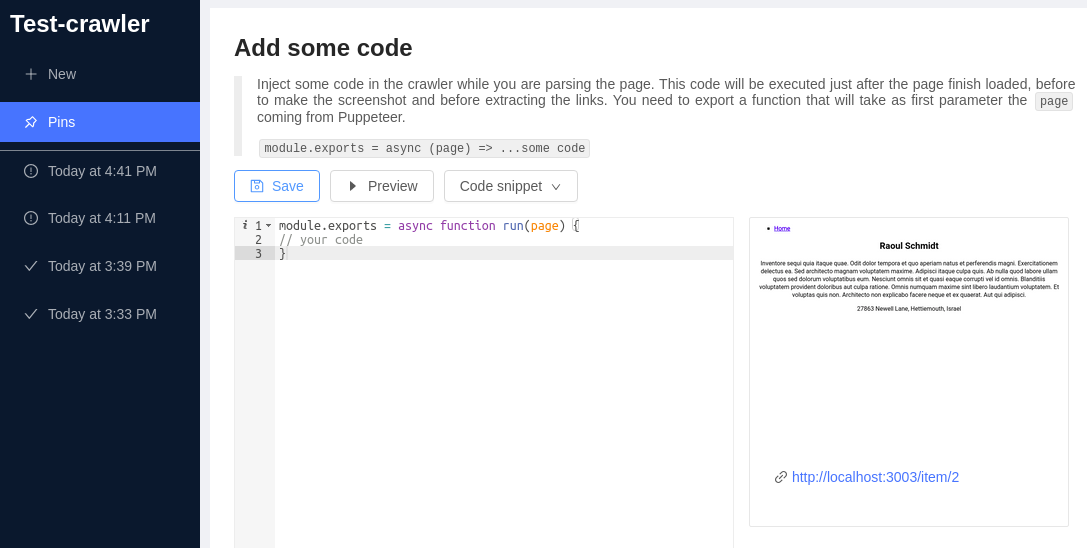 Test-crawler
New
Pins
Today at 4:41 PM
Today at 4:11 PM
Today at 3:39 PM
Today at 3:33 PM
Add some code
Inject some code in the crawler while you are parsing the page. This code will be executed just after the page finish loaded, before
to make the screenshot and before extracting the links. You need to export a function that will take as first parameter the page
coming from Puppeteer.
module.exports = async (page) => ...some code
Save
Preview
Code snippet
1 module.exports = async function run(page) {
2 // your code
3 }
Home
Raoul Schmidt
Inventore sequi quia itaque quae. Odit dolor tempora et quo aperiam natus et perferendis magni. Exercitationem
delectus ea. Sed architecto magnam voluptatem maxime. Adipisci itaque culpa quis. Ab nulla quod labore ullam
quos sed dolorum voluptatibus eum. Nesciunt omnis sit et quasi eaque corrupti vel id omnis. Blanditiis
voluptatem provident doloribus aut culpa ratione. Omnis numquam maxime sint libero laudantium voluptatem. Et
voluptas quis non. Architecto non explicabo facere neque et ex quaerat. Aut qui adipisci.
27863 Newell Lane, Hettiemouth, Israel
http://localhost:3003/item/2